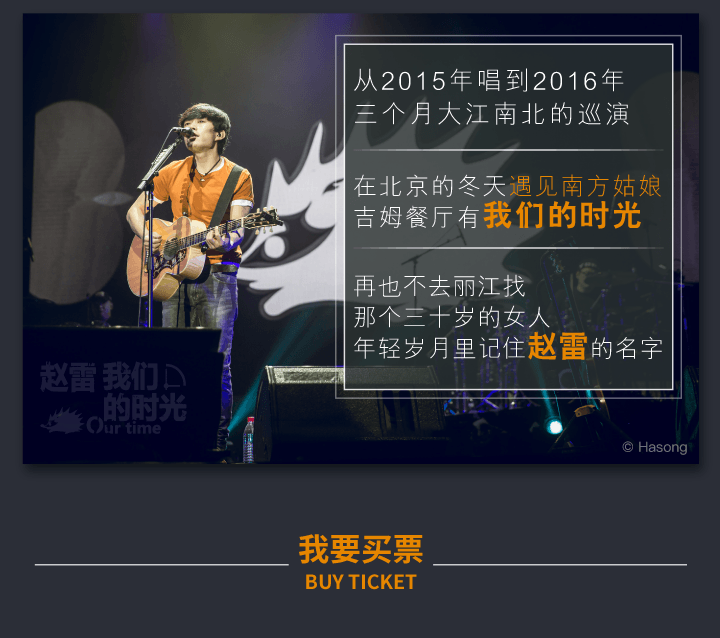 从2015年唱到2016年
三个月大江南北的巡演
在北京的冬天遇见南方姑娘
吉姆餐厅有我们的时光
再也不去丽江找
那个三十岁的女人
年轻岁月里记住赵雷的名字
赵雷 我们
的时光
Our time
© Hasong
我要买票
BUY TICKET